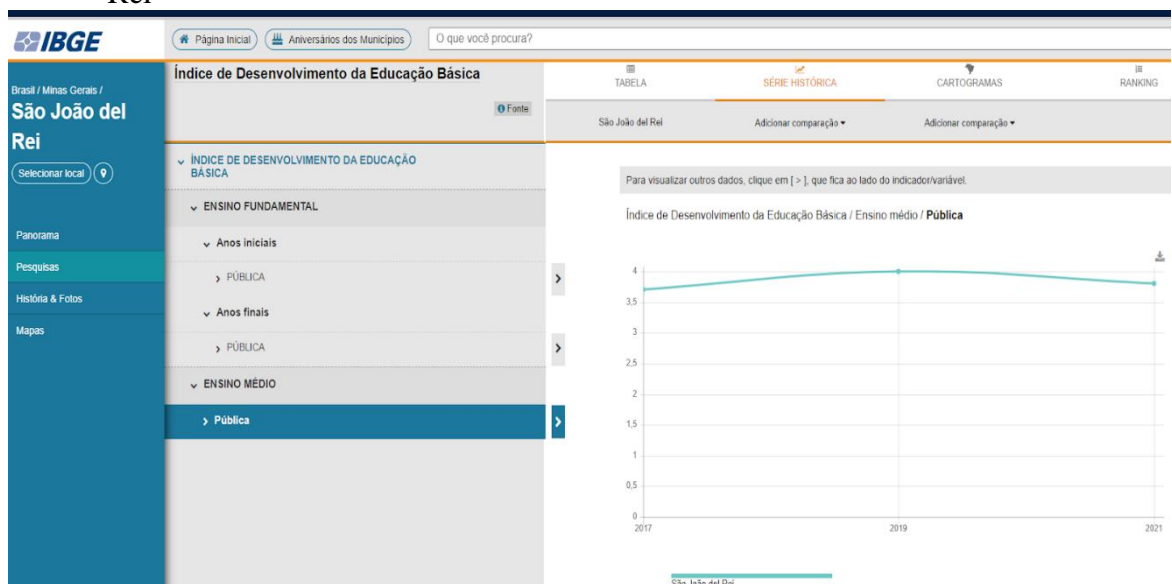 Rei
IBGE
Página Inicial
Aniversários dos Municípios
O que você procura?
Brasil / Minas Gerais /
São João del
Rei
Selecionar local
Panorama
Pesquisas
História & Fotos
Mapas
Índice de Desenvolvimento da Educação Básica
Fonte
ÍNDICE DE DESENVOLVIMENTO DA EDUCAÇÃO
BÁSICA
ENSINO FUNDAMENTAL
Anos iniciais
PÚBLICA
Anos finais
PÚBLICA
ENSINO MÉDIO
Pública
TABELA
SÉRIE HISTÓRICA
CARTOGRAMAS
RANKING
São João del Rei
Adicionar comparação
Adicionar comparação
Para visualizar outros dados, clique em [ > ], que fica ao lado do indicador/variável.
Índice de Desenvolvimento da Educação Básica / Ensino médio / Pública
4
3,5
3
2,5
2
1,5
1
0,5
0
2017
2019
2021
São João del Rei